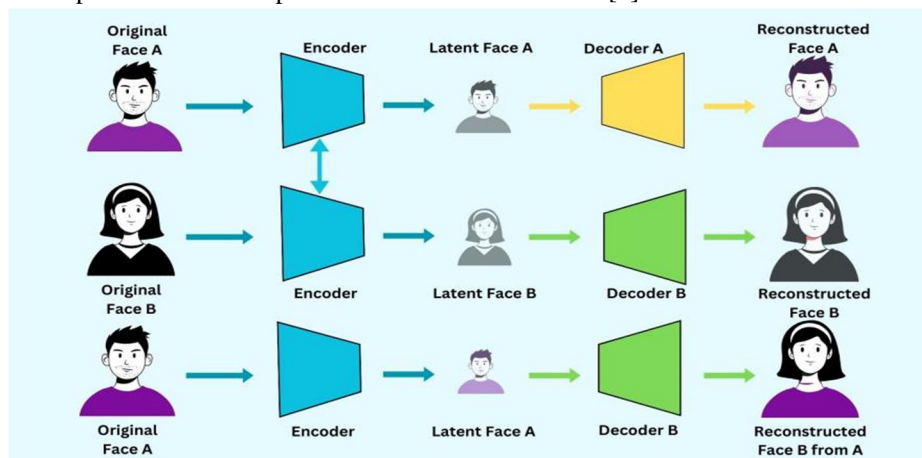 [8]
Original
Face A
Encoder
Latent Face A
Decoder A
Reconstructed
Face A
Original
Face B
Encoder
Latent Face B
Decoder B
Reconstructed
Face B
Original
Face A
Encoder
Latent Face A
Decoder B
Reconstructed
Face B from A